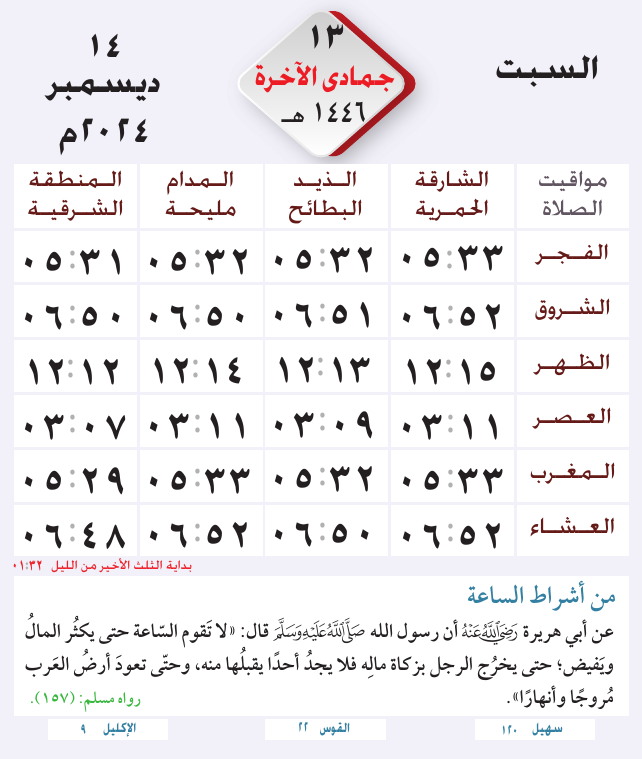 السبت
١٣
جمادى الآخرة
١٤٤٦ هـ
١٤
ديسمبر
٢٠٢٤م
مواقيت الصلاة | الشارقة الحمرية | الذيد البطائح | المدام مليحة | المنطقة الشرقية
الفجر ٠٥:٣٣ ٠٥:٣٢ ٠٥:٣٢ ٠٥:٣١
الشروق ٠٦:٥٢ ٠٦:٥١ ٠٦:٥٠ ٠٦:٥٠
الظهر ١٢:١٥ ١٢:١٣ ١٢:١٤ ١٢:١٢
العصر ٠٣:١١ ٠٣:٠٩ ٠٣:١١ ٠٣:٠٧
المغرب ٠٥:٣٣ ٠٥:٣٢ ٠٥:٣٣ ٠٥:٢٩
العشاء ٠٦:٥٢ ٠٦:٥٠ ٠٦:٥٢ ٠٦:٤٨
بداية الثلث الأخير من الليل ٠١:٣٢
من أشراط الساعة
عن أبي هريرة رَضِيَ اللهُ عَنْهُ أن رسول الله صَلَّى اللهُ عَلَيْهِ وَسَلَّمَ قال: «لا تَقوم السّاعة حتى يكثُر المالُ
ويَفيض؛ حتى يخرُج الرجل بزكاة مالِه فلا يجدُ أحدًا يقبلُها منه، وحتّى تعودَ أرضُ العَرب
مُروجًا وأنهارًا».
رواه مسلم: (١٥٧).
سهيل ١٢٠
القوس ٢٢
الإكليل ٩